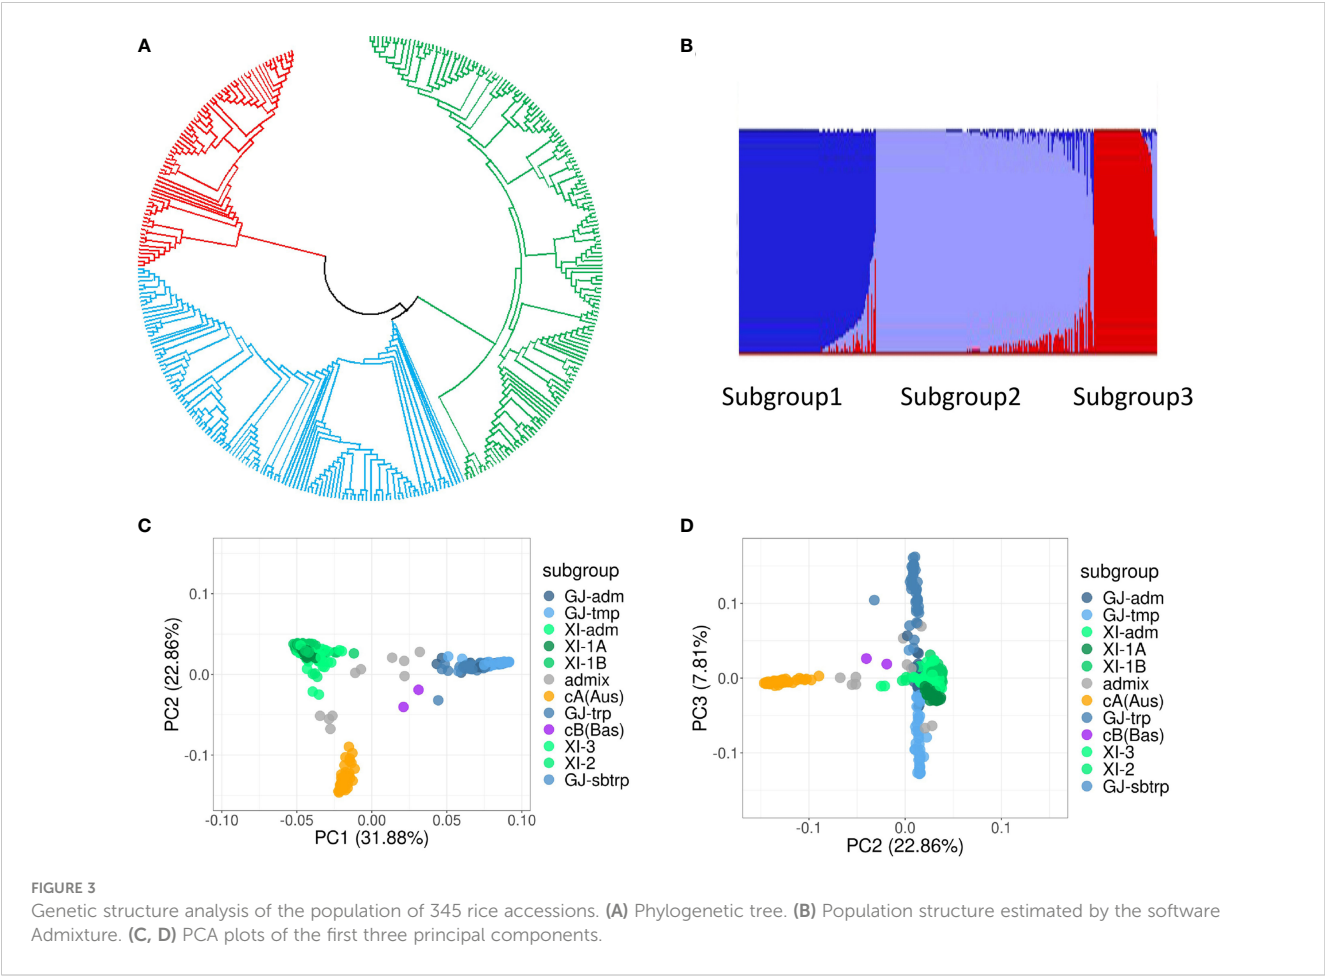 A
B
Subgroup1
Subgroup2
Subgroup3
C
0.1
0.0
-0.1
PC2 (22.86%)
-0.10
-0.05
0.00
0.05
0.10
PC1 (31.88%)
subgroup
GJ-adm
GJ-tmp
XI-adm
XI-1A
XI-1B
admix
cA(Aus)
GJ-trp
cB(Bas)
XI-3
XI-2
GJ-sbtrp
D
0.1
0.0
-0.1
PC3 (7.81%)
-0.1
0.0
0.1
PC2 (22.86%)
subgroup
GJ-adm
GJ-tmp
XI-adm
XI-1A
XI-1B
admix
cA(Aus)
GJ-trp
cB(Bas)
XI-3
XI-2
GJ-sbtrp
FIGURE 3
Genetic structure analysis of the population of 345 rice accessions. (A) Phylogenetic tree. (B) Population structure estimated by the software
Admixture. (C, D) PCA plots of the first three principal components.